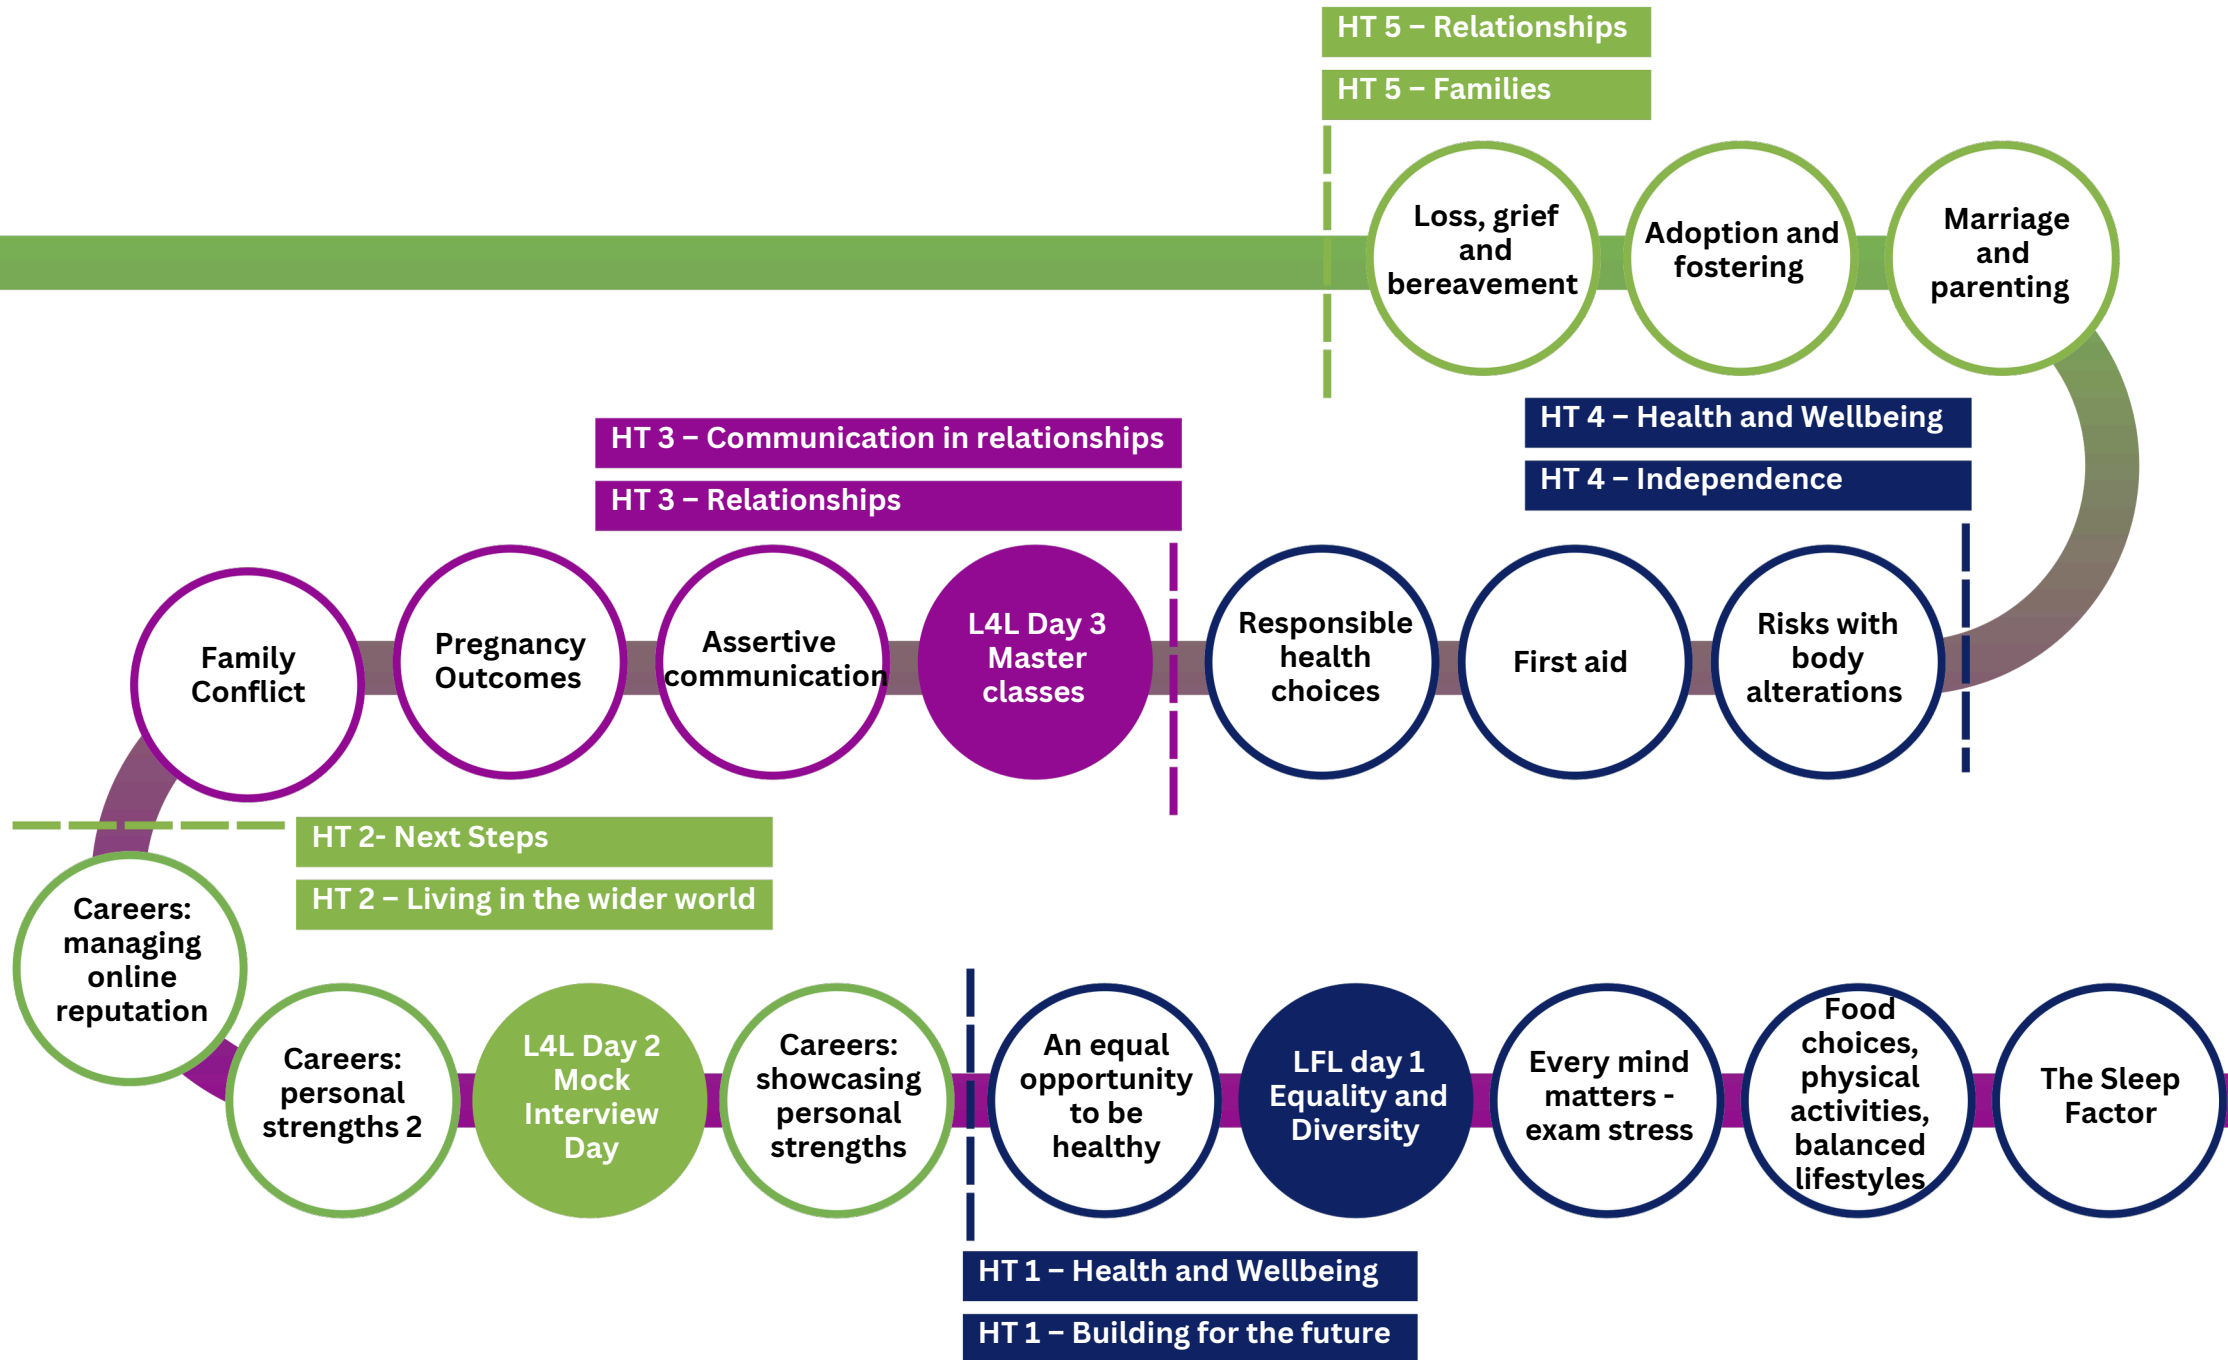 HT 5 – Relationships
HT 5 – Families
Loss, grief
and
bereavement
Adoption and
fostering
Marriage
and
parenting
HT 3 – Communication in relationships
HT 3 – Relationships
HT 4 – Health and Wellbeing
HT 4 – Independence
Family
Conflict
Pregnancy
Outcomes
Assertive
communication
L4L Day 3
Master
classes
Responsible
health
choices
First aid
Risks with
body
alterations
HT 2- Next Steps
HT 2 – Living in the wider world
Careers:
managing
online
reputation
Careers:
personal
strengths 2
L4L Day 2
Mock
Interview
Day
Careers:
showcasing
personal
strengths
An equal
opportunity
to be
healthy
LFL day 1
Equality and
Diversity
Every mind
matters -
exam stress
Food
choices,
physical
activities,
balanced
lifestyles
The Sleep
Factor
HT 1 – Health and Wellbeing
HT 1 – Building for the future